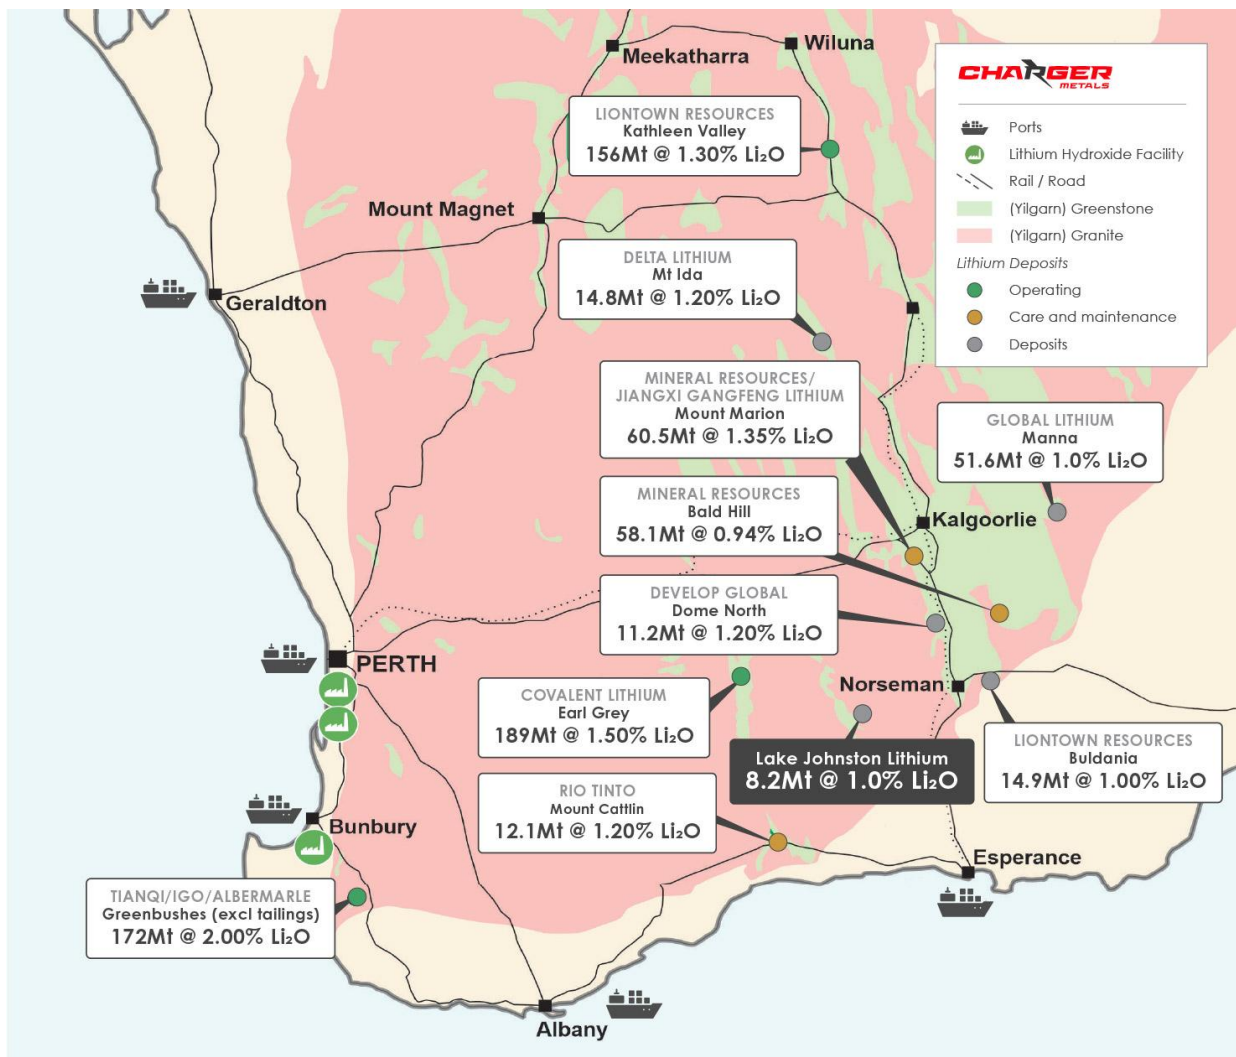 Meekatharra
Wiluna
CHARGER
METALS
Ports
Lithium Hydroxide Facility
Rail / Road
(Yilgarn) Greenstone
(Yilgarn) Granite
Lithium Deposits
Operating
Care and maintenance
Deposits
LIONTOWN RESOURCES
Kathleen Valley
156Mt @ 1.30% Li₂O
Mount Magnet
DELTA LITHIUM
Mt Ida
14.8Mt @ 1.20% Li₂O
Geraldton
MINERAL RESOURCES/
JIANGXI GANGFENG LITHIUM
Mount Marion
60.5Mt @ 1.35% Li₂O
GLOBAL LITHIUM
Manna
51.6Mt @ 1.0% Li₂O
MINERAL RESOURCES
Bald Hill
58.1Mt @ 0.94% Li₂O
Kalgoorlie
DEVELOP GLOBAL
Dome North
11.2Mt @ 1.20% Li₂O
PERTH
Norseman
COVALENT LITHIUM
Earl Grey
189Mt @ 1.50% Li₂O
Lake Johnston Lithium
8.2Mt @ 1.0% Li₂O
LIONTOWN RESOURCES
Buldania
14.9Mt @ 1.00% Li₂O
RIO TINTO
Mount Cattlin
12.1Mt @ 1.20% Li₂O
Bunbury
Esperance
TIANQI/IGO/ALBERMARLE
Greenbushes (excl tailings)
172Mt @ 2.00% Li₂O
Albany